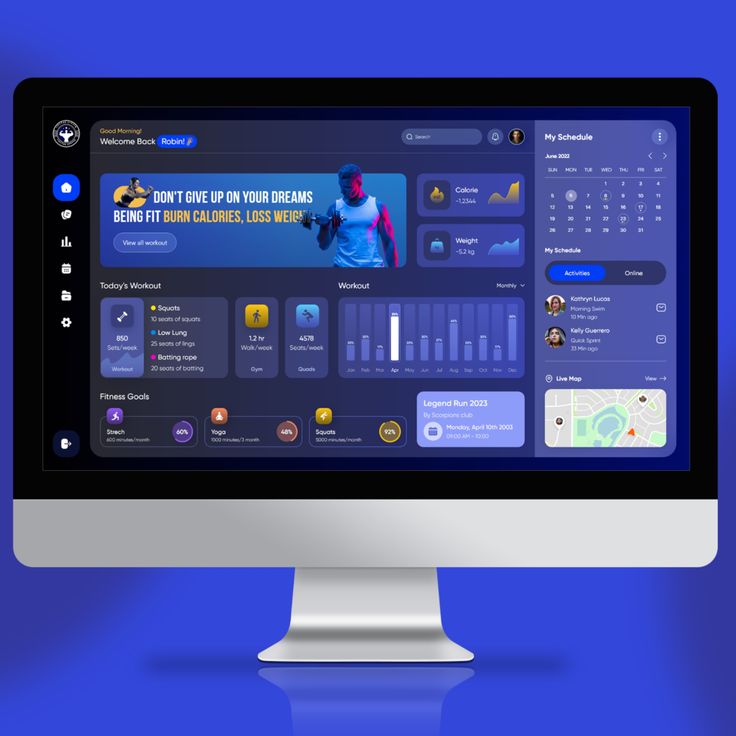 Good Morning!
Welcome Back Robin!
Search
DON'T GIVE UP ON YOUR DREAMS
BEING FIT BURN CALORIES, LOSS WEIGHT
View all workout
Calorie
~1,2344
Weight
~5.2 kg
Today's Workout
850
Sets/week
Workout
Squats
10 seats of squats
Low Lung
25 seats of lings
Batting rope
20 seats of batting
1.2 hr
Walk/week
Gym
4578
Seats/week
Quads
Workout
Monthly
Jan Feb Mar Apr May Jun Jul Aug Sep Oct Nov Dec
Fitness Goals
Strech
600 minutes/month
60%
Yoga
1000 minutes/3 month
48%
Squats
5000 minutes/month
92%
Legend Run 2023
By Scorpions club
Monday, April 10th 2003
09:00 AM - 10:00
My Schedule
June 2022
SUN MON TUE WED THU FRI SAT
1 2 3 4
5 6 7 8 9 10 11
12 13 14 15 16 17 18
19 20 21 22 23 24 25
26 27 28 29 30 31
My Schedule
Activities
Online
Kathryn Lucas
Morning Swim
10 Min ago
Kelly Guerrero
Quick Sprint
33 Min ago
Live Map
View